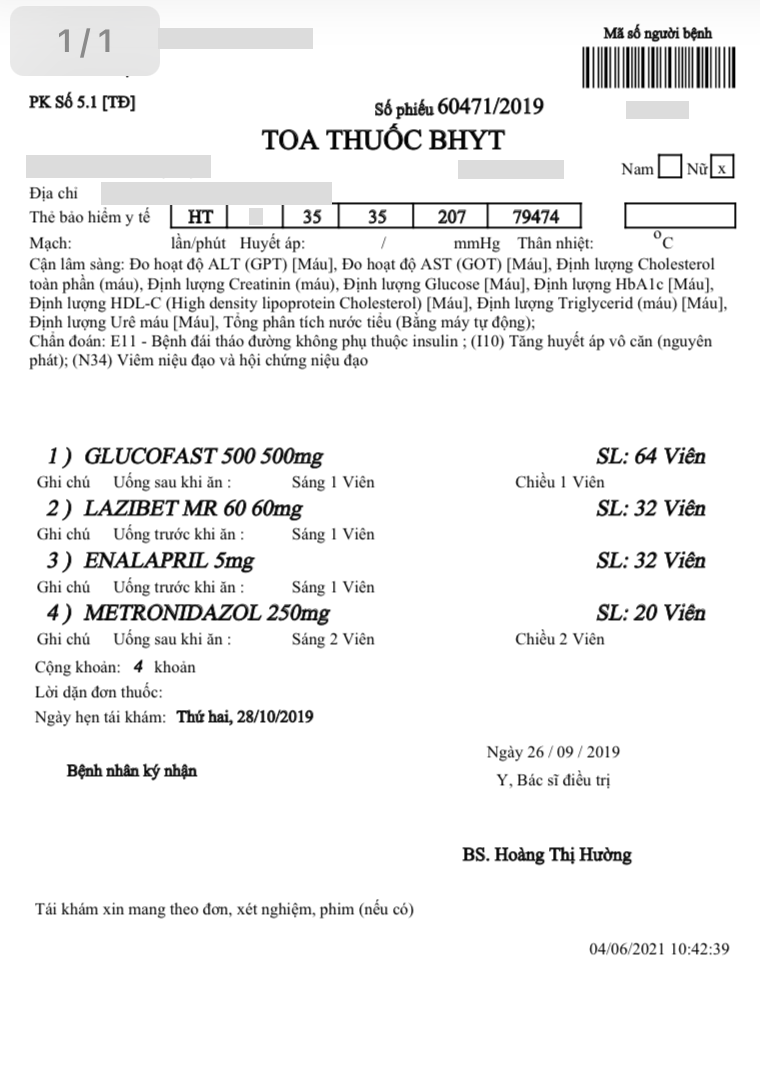 1/1
Mã số người bệnh
PK Số 5.1 [TĐ]
Số phiếu 60471/2019
TOA THUỐC BHYT
Nam Nữ x
Địa chỉ
Thẻ bảo hiểm y tế HT 35 35 207 79474
Mạch: lần/phút Huyết áp: / mmHg Thân nhiệt: °C
Cận lâm sàng: Đo hoạt độ ALT (GPT) [Máu], Đo hoạt độ AST (GOT) [Máu], Định lượng Cholesterol
toàn phần (máu), Định lượng Creatinin (máu), Định lượng Glucose [Máu], Định lượng HbA1c [Máu],
Định lượng HDL-C (High density lipoprotein Cholesterol) [Máu], Định lượng Triglycerid (máu) [Máu],
Định lượng Urê máu [Máu], Tổng phân tích nước tiểu (Bằng máy tự động);
Chẩn đoán: E11 - Bệnh đái tháo đường không phụ thuộc insulin ; (I10) Tăng huyết áp vô căn (nguyên
phát); (N34) Viêm niệu đạo và hội chứng niệu đạo
1 ) GLUCOFAST 500 500mg SL: 64 Viên
Ghi chú Uống sau khi ăn : Sáng 1 Viên Chiều 1 Viên
2 ) LAZIBET MR 60 60mg SL: 32 Viên
Ghi chú Uống trước khi ăn : Sáng 1 Viên
3 ) ENALAPRIL 5mg SL: 32 Viên
Ghi chú Uống trước khi ăn : Sáng 1 Viên
4 ) METRONIDAZOL 250mg SL: 20 Viên
Ghi chú Uống sau khi ăn : Sáng 2 Viên Chiều 2 Viên
Cộng khoản: 4 khoản
Lời dặn đơn thuốc:
Ngày hẹn tái khám: Thứ hai, 28/10/2019
Ngày 26 / 09 / 2019
Bệnh nhân ký nhận
Y, Bác sĩ điều trị
BS. Hoàng Thị Hường
Tái khám xin mang theo đơn, xét nghiệm, phim (nếu có)
04/06/2021 10:42:39